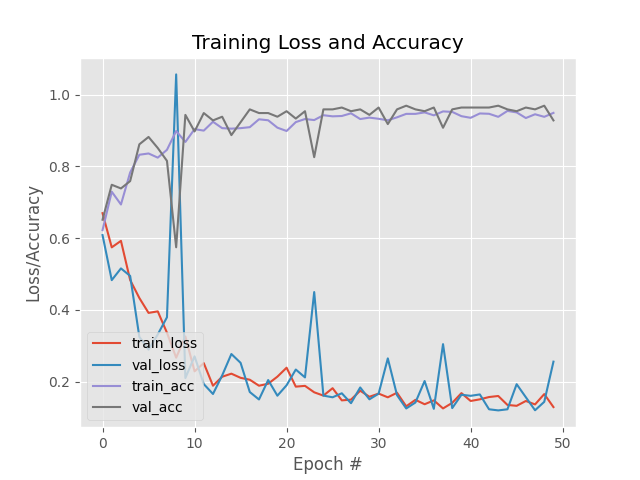 Training Loss and Accuracy
Loss/Accuracy
1.0
0.8
0.6
0.4
0.2
train_loss
val_loss
train_acc
val_acc
0 10 20 30 40 50
Epoch #